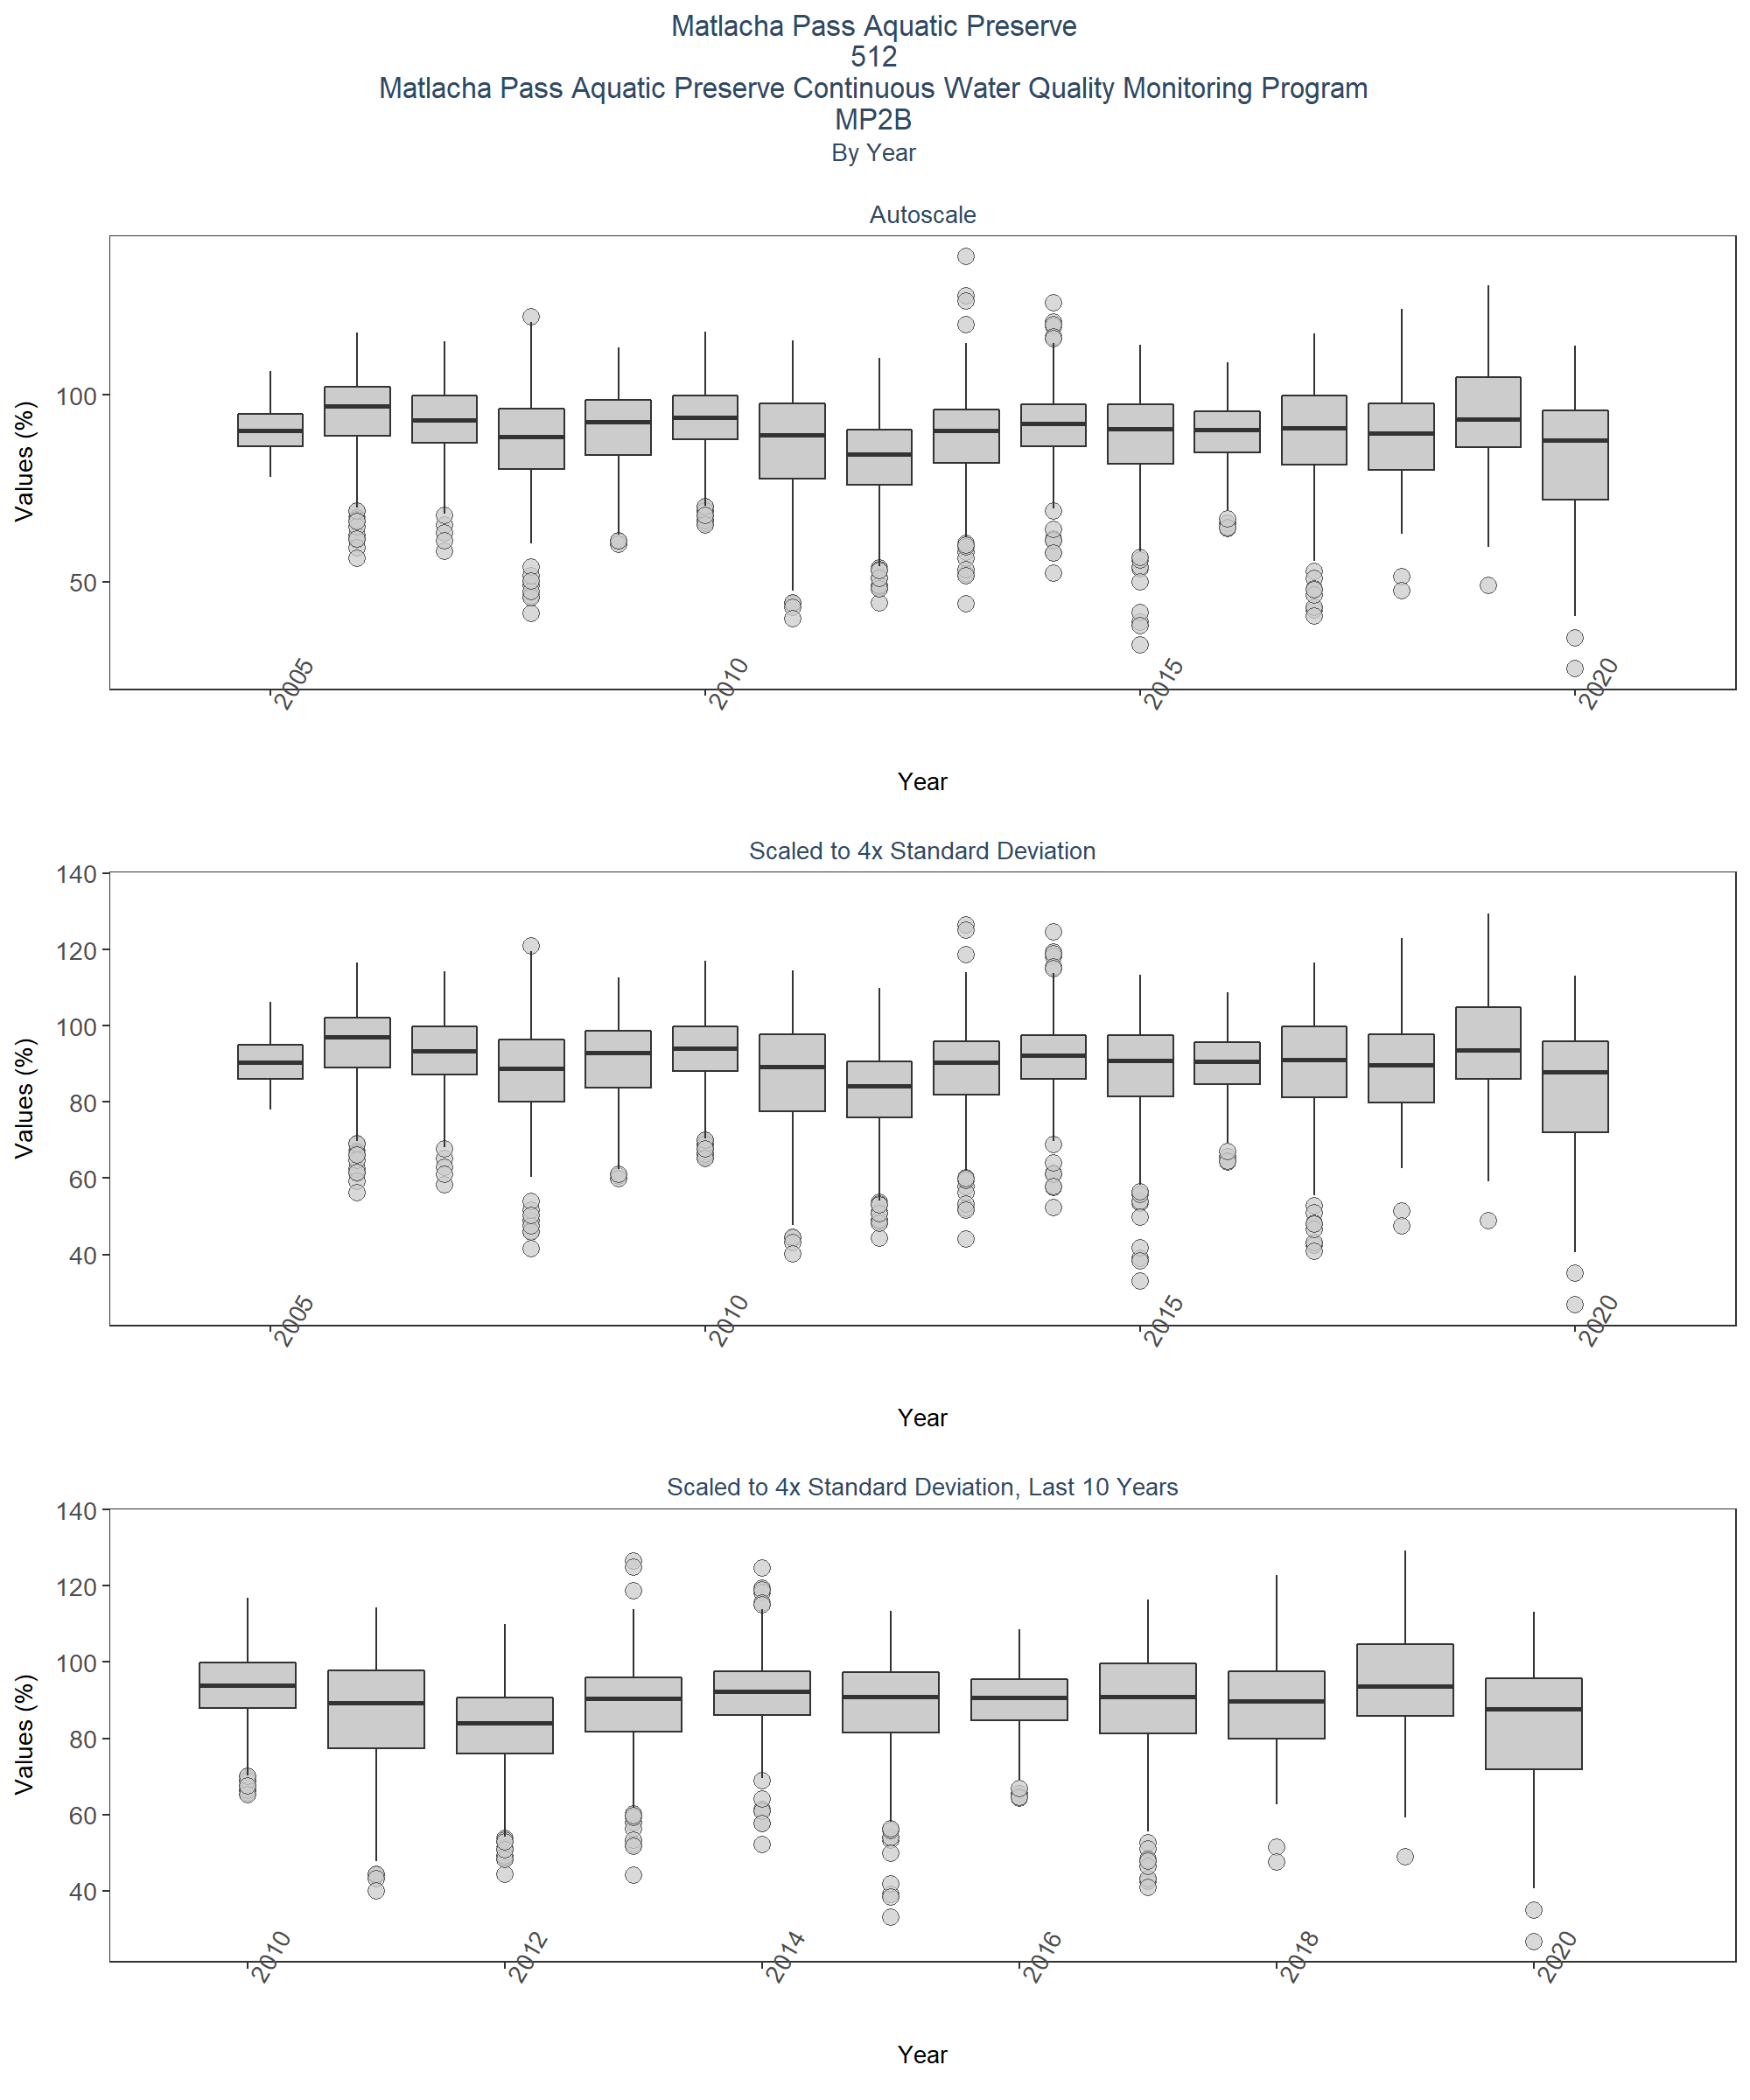 Matlacha Pass Aquatic Preserve
512
Matlacha Pass Aquatic Preserve Continuous Water Quality Monitoring Program
MP2B
By Year
Autoscale
Values (%)
100
50
2005
2010
2015
2020
Year
Scaled to 4x Standard Deviation
Values (%)
140
120
100
80
60
40
2005
2010
2015
2020
Year
Scaled to 4x Standard Deviation, Last 10 Years
Values (%)
140
120
100
80
60
40
2010
2012
2014
2016
2018
2020
Year